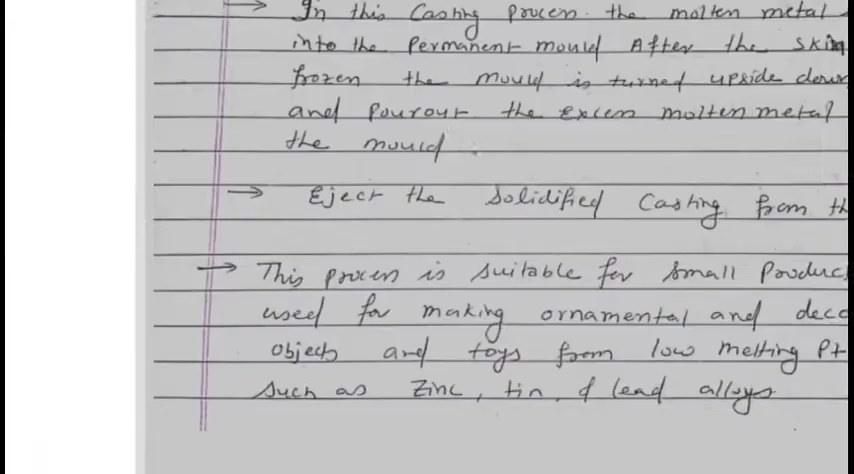 → In this Casting process the molten metal
into the Permanent mould After the skin
frozen the mould is turned upside down
and pourout the excess molten metal
the mould
→ Eject the Solidified Casting from th
→ This process is suitable for small Produc
used for making ornamental and deco
objects and toys from low melting Pt
such as Zinc, tin, & lead alloys